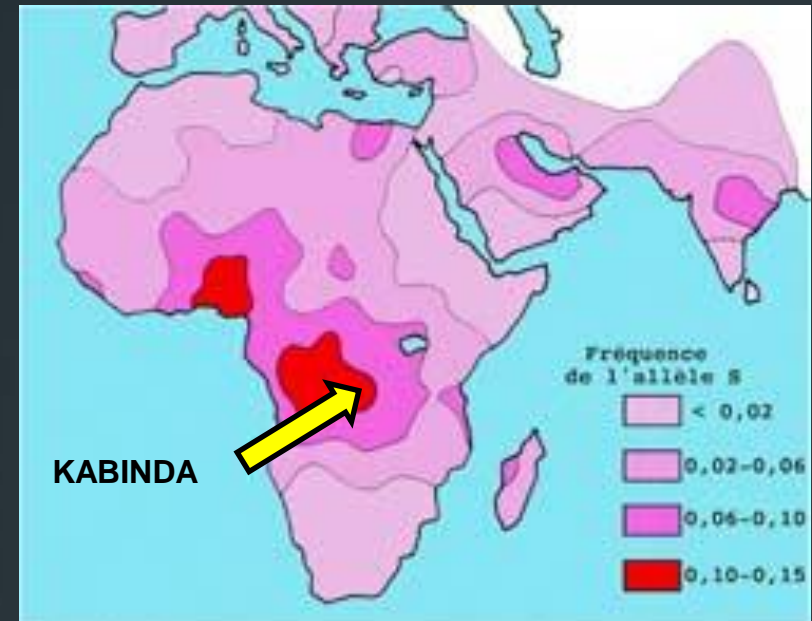 KABINDA
Fréquence
de l'allèle S
< 0,02
0,02-0,06
0,06-0,10
0,10-0,15